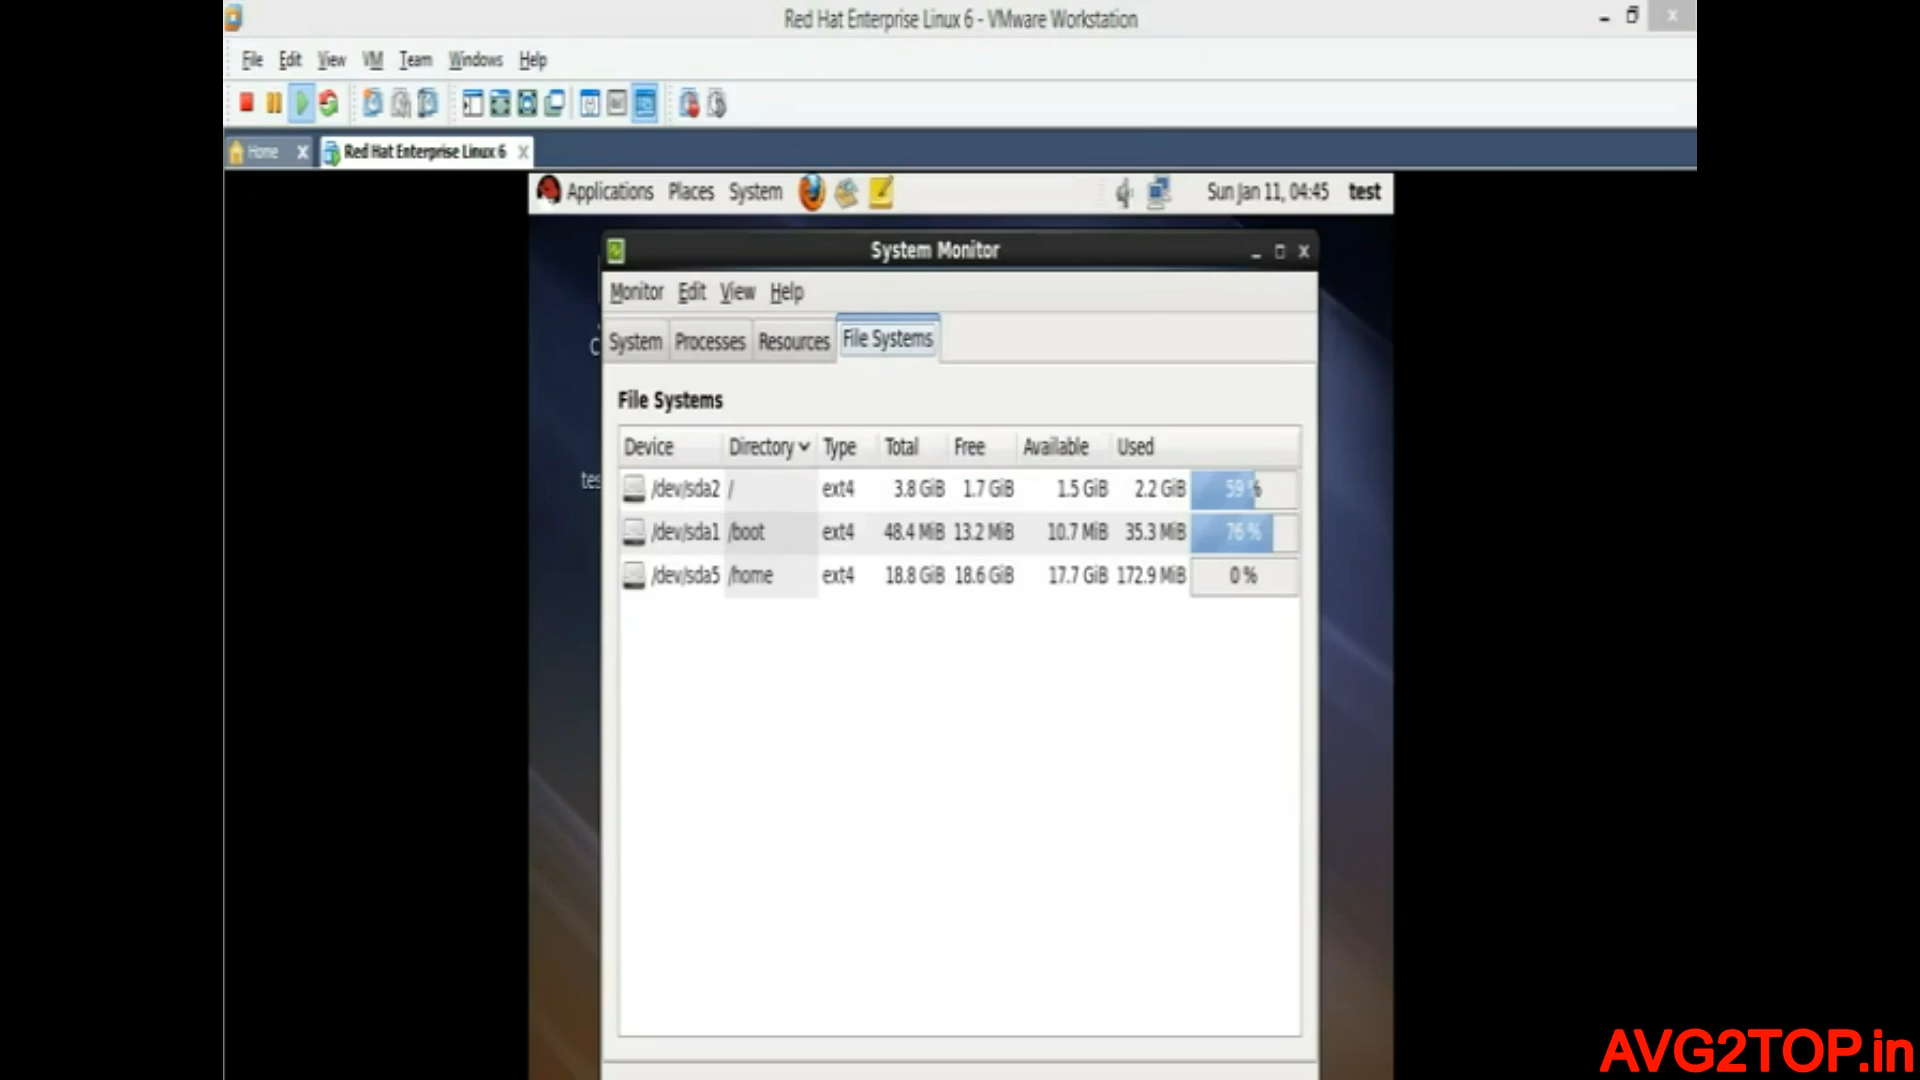 Red Hat Enterprise Linux 6 - VMware Workstation
File Edit View VM Team Windows Help
Home x Red Hat Enterprise Linux 6 x
Applications Places System Sun Jan 11, 04:45 test
System Monitor
Monitor Edit View Help
System Processes Resources File Systems
File Systems
Device Directory Type Total Free Available Used
/dev/sda2 / ext4 3.8 GiB 1.7 GiB 1.5 GiB 2.2 GiB 59 %
/dev/sda1 /boot ext4 48.4 MiB 13.2 MiB 10.7 MiB 35.3 MiB 76 %
/dev/sda5 /home ext4 18.8 GiB 18.6 GiB 17.7 GiB 172.9 MiB 0 %
AVG2TOP.in